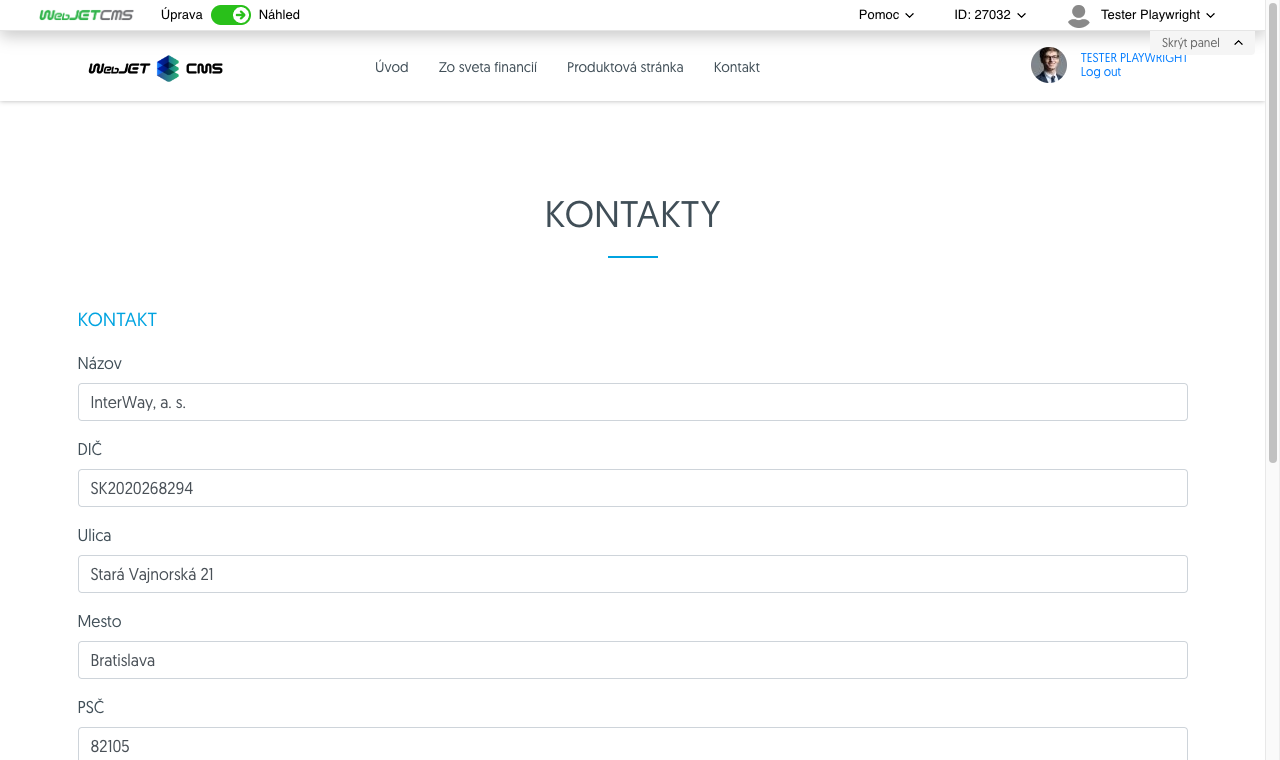 WebJETCMS Úprava Náhled Pomoc ID: 27032 Tester Playwright
Skrýt panel
WebJET CMS Úvod Zo sveta financií Produktová stránka Kontakt TESTER PLAYWRIGHT
Log out
KONTAKTY
KONTAKT
Názov
InterWay, a. s.
DIČ
SK2020268294
Ulica
Stará Vajnorská 21
Mesto
Bratislava
PSČ
82105